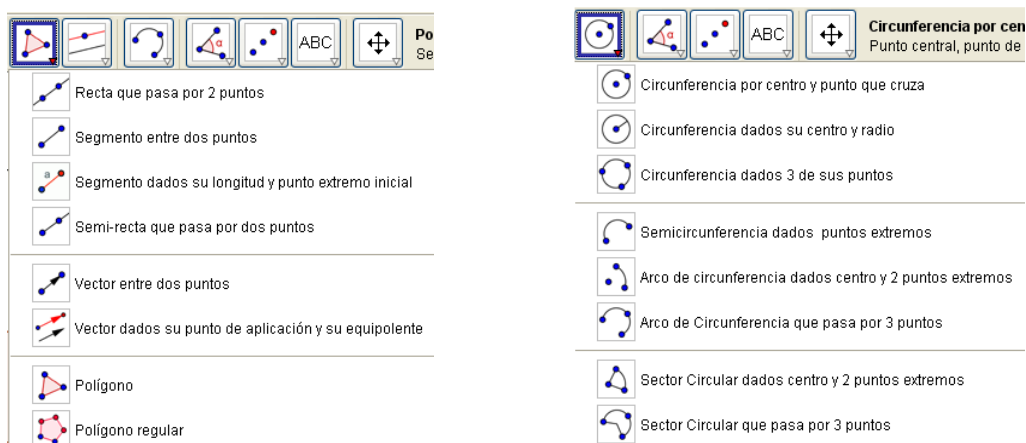 ABC
Po
Se
Recta que pasa por 2 puntos
Segmento entre dos puntos
a
Segmento dados su longitud y punto extremo inicial
Semi-recta que pasa por dos puntos
Vector entre dos puntos
Vector dados su punto de aplicación y su equipolente
Polígono
Polígono regular
α
ABC
Circunferencia por cen
Punto central, punto de
Circunferencia por centro y punto que cruza
Circunferencia dados su centro y radio
Circunferencia dados 3 de sus puntos
Semicircunferencia dados puntos extremos
Arco de circunferencia dados centro y 2 puntos extremos
Arco de Circunferencia que pasa por 3 puntos
Sector Circular dados centro y 2 puntos extremos
Sector Circular que pasa por 3 puntos